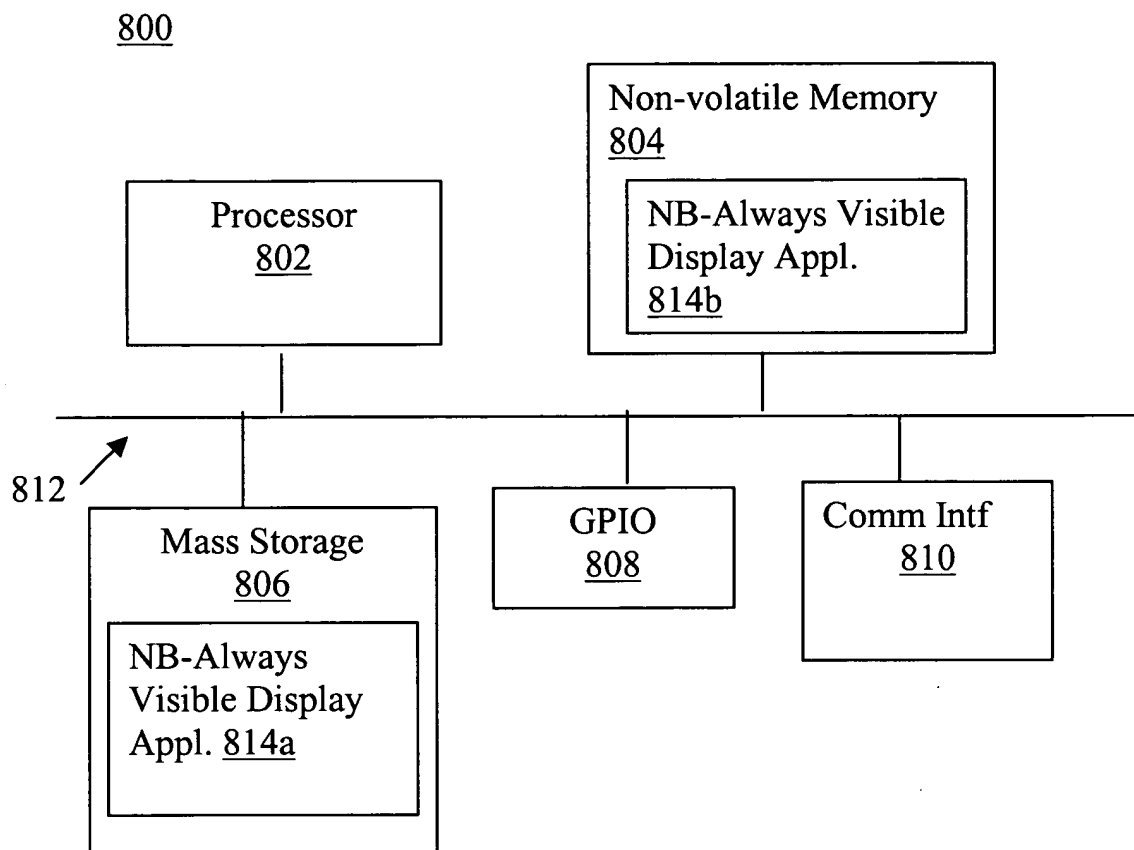 800
Non-volatile Memory
804
NB-Always Visible
Display Appl.
814b
Processor
802
812
Mass Storage
806
NB-Always
Visible Display
Appl. 814a
GPIO
808
Comm Intf
810